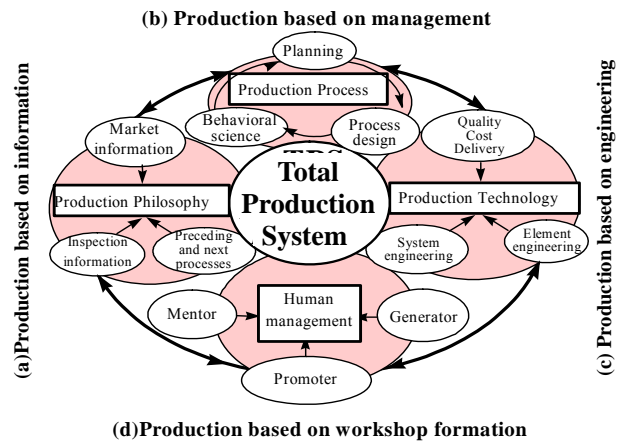 (b) Production based on management
Planning
Production Process
Behavioral
science
Process
design
Market
information
Quality
Cost
Delivery
Total
Production
System
Production Philosophy
Production Technology
Inspection
information
Preceding
and next
processes
System
engineering
Element
engineering
Mentor
Human
management
Generator
Promoter
(a)Production based on information
(c) Production based on engineering
(d)Production based on workshop formation